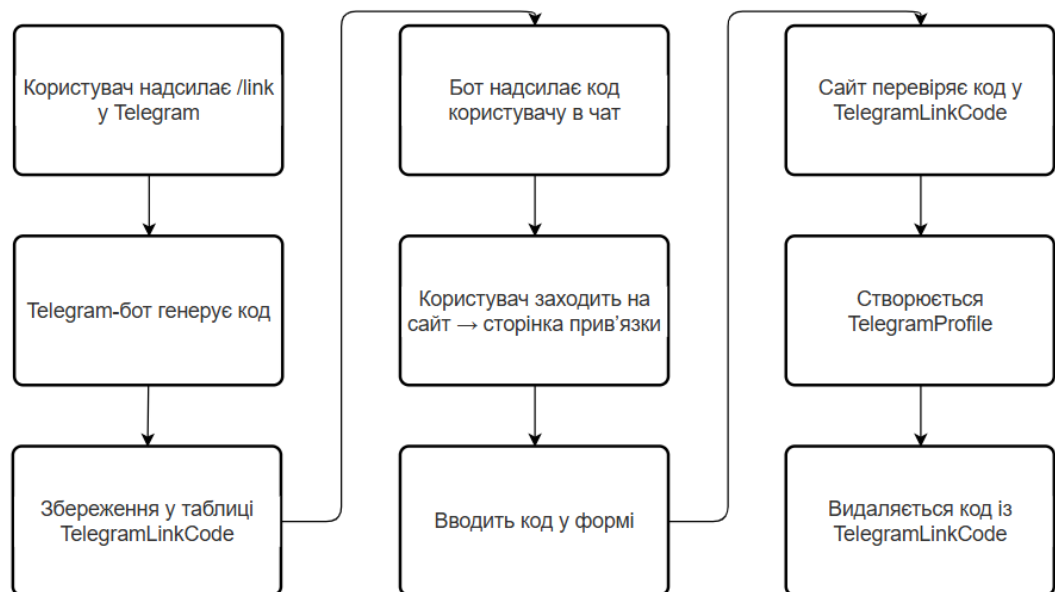 Користувач надсилає /link
у Telegram
Telegram-бот генерує код
Збереження у таблиці
TelegramLinkCode
Бот надсилає код
користувачу в чат
Користувач заходить на
сайт → сторінка прив’язки
Вводить код у формі
Сайт перевіряє код у
TelegramLinkCode
Створюється
TelegramProfile
Видаляється код із
TelegramLinkCode